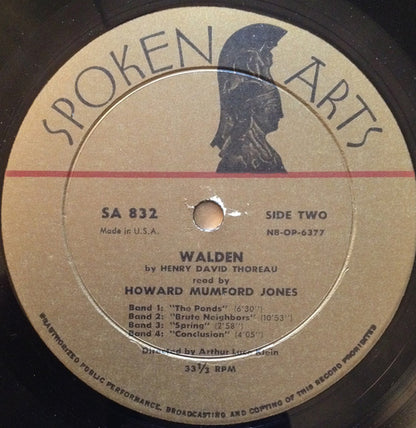 SPOKEN ARTS
SA 832
SIDE TWO
Made in U.S.A.
N8-OP-6377
WALDEN
by HENRY DAVID THOREAU
read by
HOWARD MUMFORD JONES
Band 1: "The Ponds" (6'30")
Band 2: "Brute Neighbors" (10'53")
Band 3: "Spring" (2'58")
Band 4: "Conclusion" (4'05")
Directed by Arthur Luce Klein
33 1/3 RPM
UNAUTHORIZED PUBLIC PERFORMANCE, BROADCASTING AND COPYING OF THIS RECORD PROHIBITED